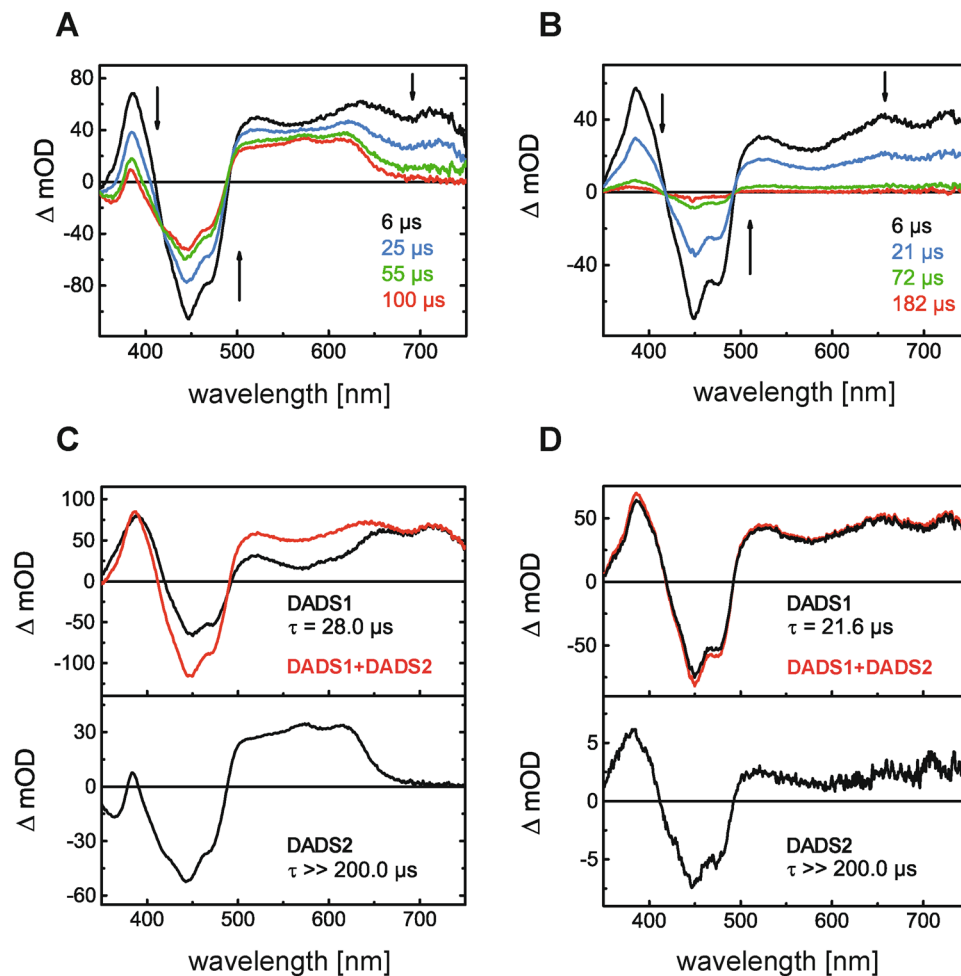 A
Δ mOD
80
40
0
-40
-80
6 µs
25 µs
55 µs
100 µs
400 500 600 700
wavelength [nm]
B
Δ mOD
40
0
-40
6 µs
21 µs
72 µs
182 µs
400 500 600 700
wavelength [nm]
C
Δ mOD
100
50
0
-50
-100
DADS1
τ = 28.0 µs
DADS1+DADS2
Δ mOD
30
0
-30
-60
DADS2
τ >> 200.0 µs
400 500 600 700
wavelength [nm]
D
Δ mOD
50
0
-50
DADS1
τ = 21.6 µs
DADS1+DADS2
Δ mOD
5
0
-5
DADS2
τ >> 200.0 µs
400 500 600 700
wavelength [nm]